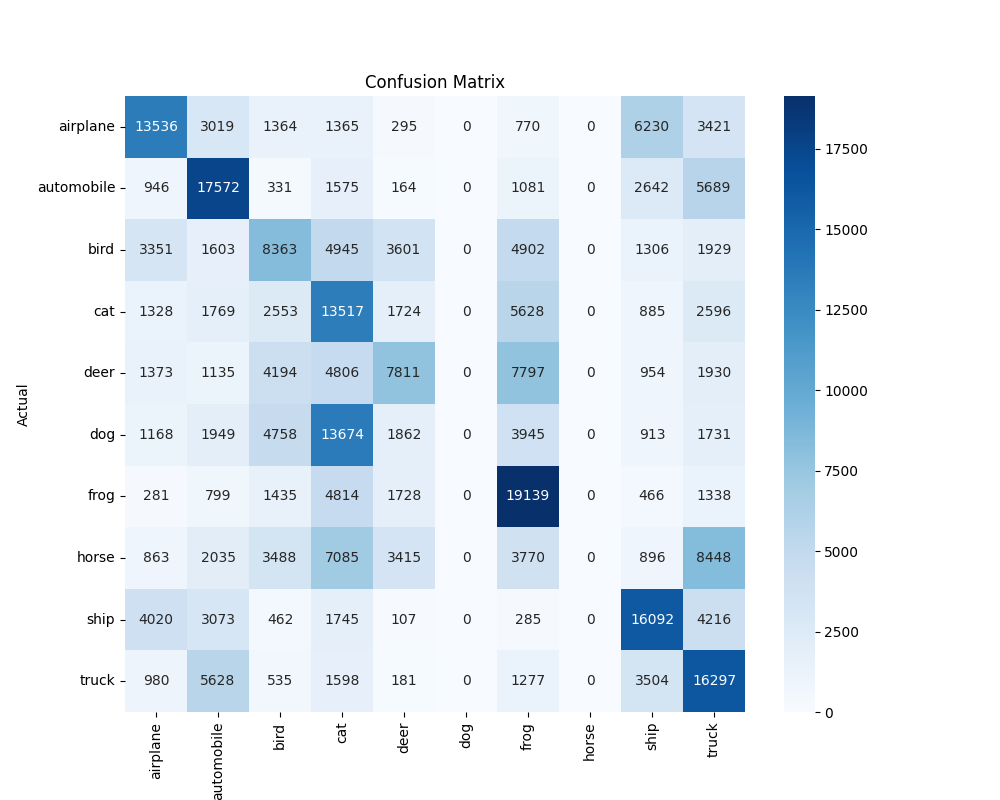 Confusion Matrix
airplane 13536 3019 1364 1365 295 0 770 0 6230 3421
automobile 946 17572 331 1575 164 0 1081 0 2642 5689
bird 3351 1603 8363 4945 3601 0 4902 0 1306 1929
cat 1328 1769 2553 13517 1724 0 5628 0 885 2596
deer 1373 1135 4194 4806 7811 0 7797 0 954 1930
dog 1168 1949 4758 13674 1862 0 3945 0 913 1731
frog 281 799 1435 4814 1728 0 19139 0 466 1338
horse 863 2035 3488 7085 3415 0 3770 0 896 8448
ship 4020 3073 462 1745 107 0 285 0 16092 4216
truck 980 5628 535 1598 181 0 1277 0 3504 16297
Actual
airplane automobile bird cat deer dog frog horse ship truck
17500
15000
12500
10000
7500
5000
2500
0